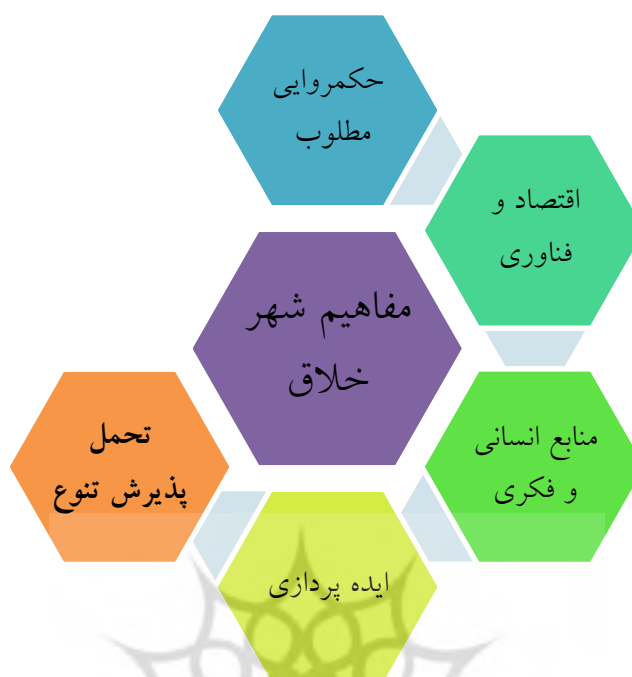 حکمروایی
مطلوب
اقتصاد و
فناوری
مفاهیم شهر
خلاق
منابع انسانی
و فکری
تحمل
پذیرش تنوع
ایده پردازی